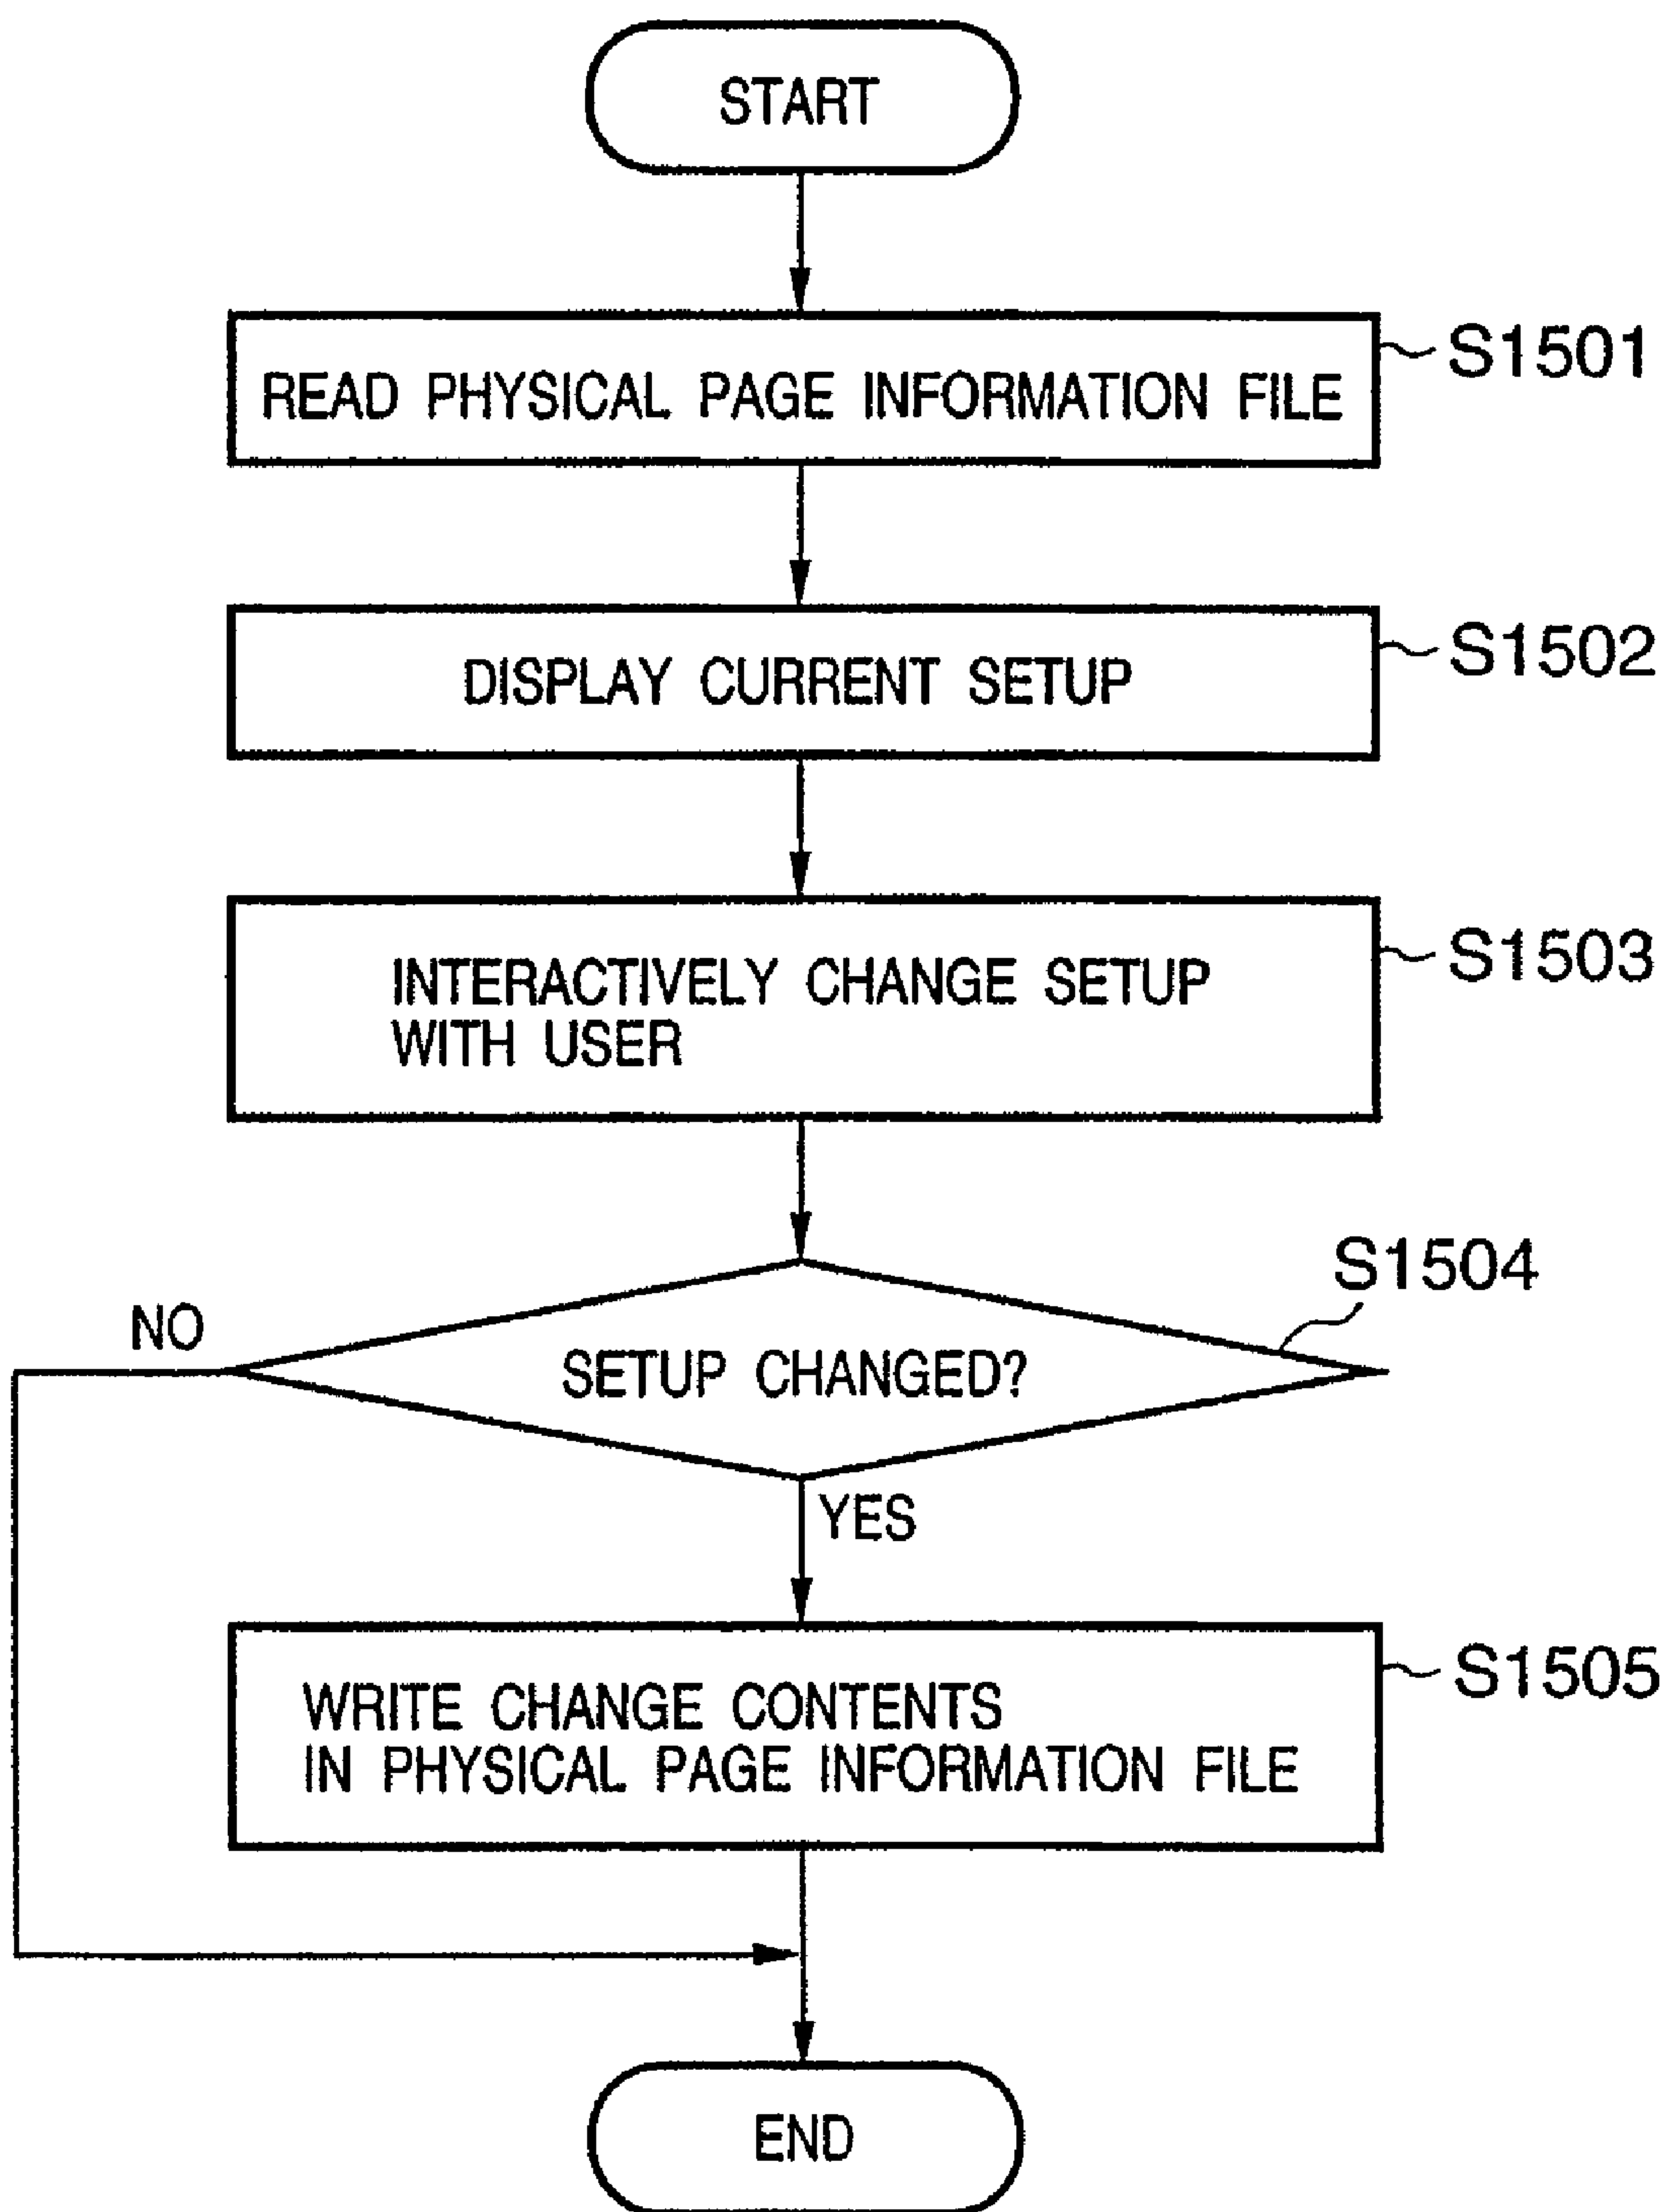 START
READ PHYSICAL PAGE INFORMATION FILE
S1501
DISPLAY CURRENT SETUP
S1502
INTERACTIVELY CHANGE SETUP
WITH USER
S1503
S1504
NO
SETUP CHANGED?
YES
WRITE CHANGE CONTENTS
IN PHYSICAL PAGE INFORMATION FILE
S1505
END